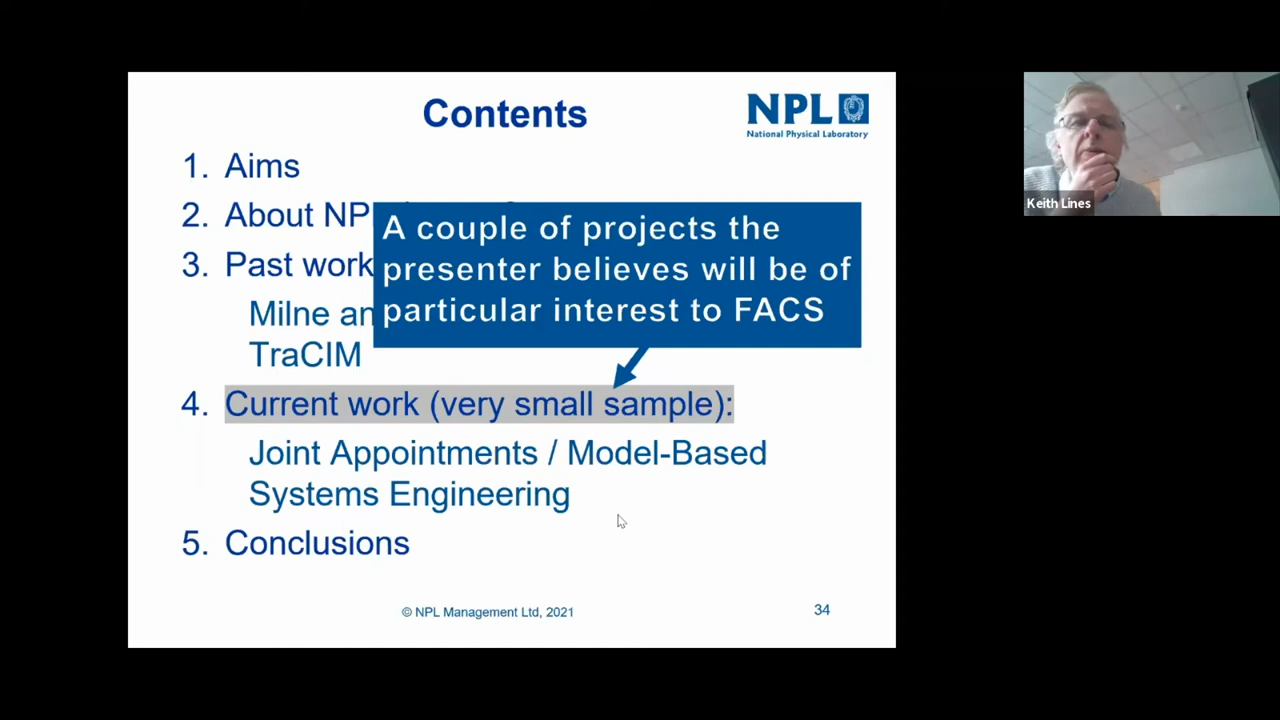 Contents
NPL
National Physical Laboratory
1. Aims
2. About NP
A couple of projects the
presenter believes will be of
particular interest to FACS
3. Past work
Milne an
TraCIM
4. Current work (very small sample):
Joint Appointments / Model-Based
Systems Engineering
5. Conclusions
© NPL Management Ltd, 2021
34
Keith Lines